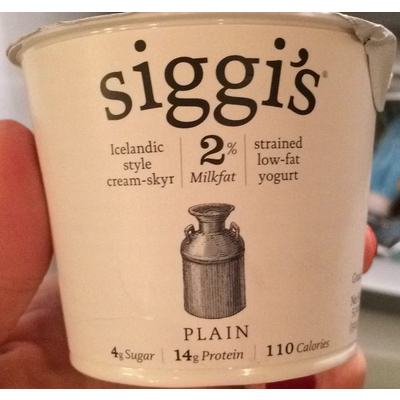 siggi's®
Icelandic style cream-skyr
2% Milkfat
strained low-fat yogurt
PLAIN
4g Sugar | 14g Protein | 110 Calories